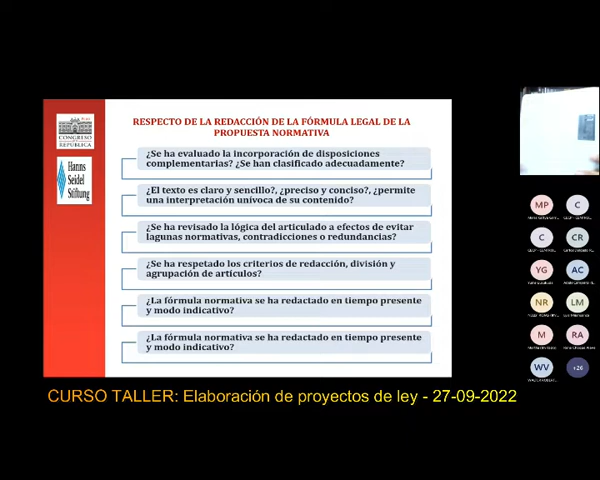 CONGRESO
REPÚBLICA
Hanns
Seidel
Stiftung
RESPECTO DE LA REDACCIÓN DE LA FÓRMULA LEGAL DE LA
PROPUESTA NORMATIVA
¿Se ha evaluado la incorporación de disposiciones
complementarias? ¿Se han clasificado adecuadamente?
¿El texto es claro y sencillo?, ¿preciso y conciso?, ¿permite
una interpretación unívoca de su contenido?
¿Se ha revisado la lógica del articulado a efectos de evitar
lagunas normativas, contradicciones o redundancias?
¿Se ha respetado los criterios de redacción, división y
agrupación de artículos?
¿La fórmula normativa se ha redactado en tiempo presente
y modo indicativo?
¿La fórmula normativa se ha redactado en tiempo presente
y modo indicativo?
MP
C
C
CR
YG
AC
NR
LM
M
RA
WV
+26
CURSO TALLER: Elaboración de proyectos de ley - 27-09-2022